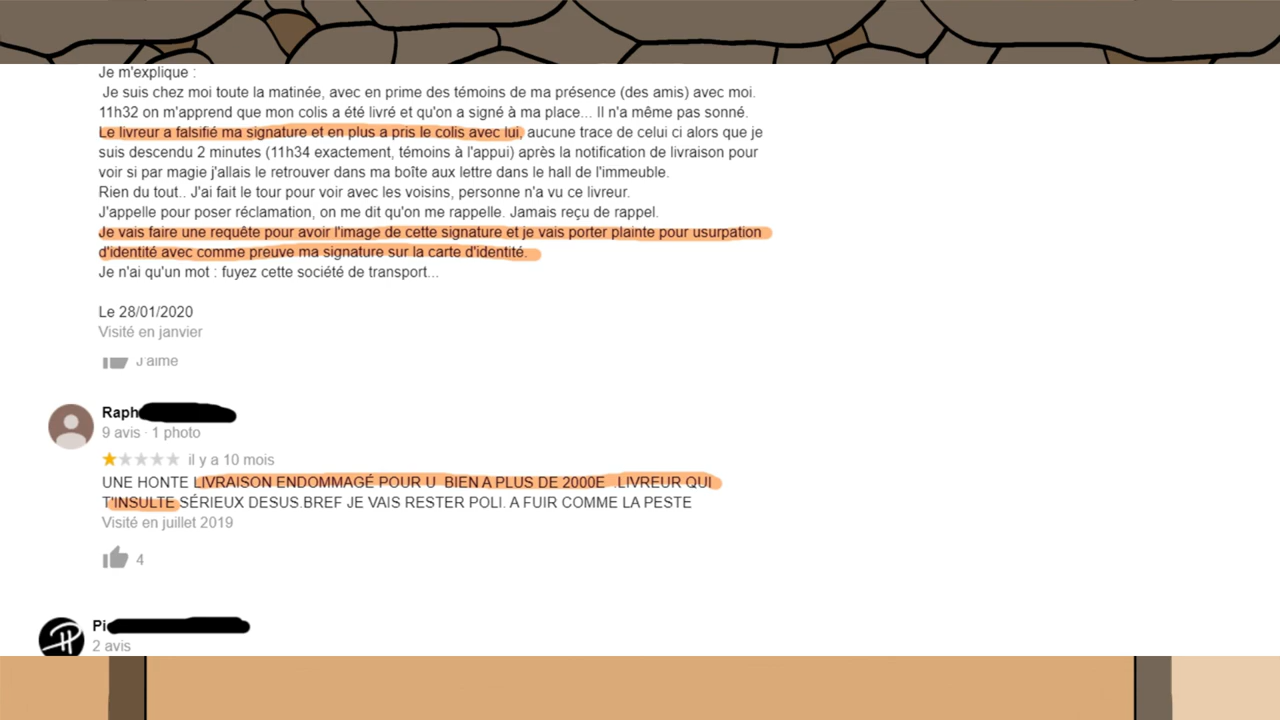 Je m'explique :
Je suis chez moi toute la matinée, avec en prime des témoins de ma présence (des amis) avec moi.
11h32 on m'apprend que mon colis a été livré et qu'on a signé à ma place... Il n'a même pas sonné.
Le livreur a falsifié ma signature et en plus a pris le colis avec lui, aucune trace de celui ci alors que je
suis descendu 2 minutes (11h34 exactement, témoins à l'appui) après la notification de livraison pour
voir si par magie j'allais le retrouver dans ma boîte aux lettre dans le hall de l'immeuble.
Rien du tout.. J'ai fait le tour pour voir avec les voisins, personne n'a vu ce livreur.
J'appelle pour poser réclamation, on me dit qu'on me rappelle. Jamais reçu de rappel.
Je vais faire une requête pour avoir l'image de cette signature et je vais porter plainte pour usurpation
d'identité avec comme preuve ma signature sur la carte d'identité.
Je n'ai qu'un mot : fuyez cette société de transport...
Le 28/01/2020
Visité en janvier
J'aime
Raph
9 avis · 1 photo
il y a 10 mois
UNE HONTE LIVRAISON ENDOMMAGÉ POUR U BIEN A PLUS DE 2000E .LIVREUR QUI
T'INSULTE SÉRIEUX DESUS.BREF JE VAIS RESTER POLI. A FUIR COMME LA PESTE
Visité en juillet 2019
4
Pi
2 avis